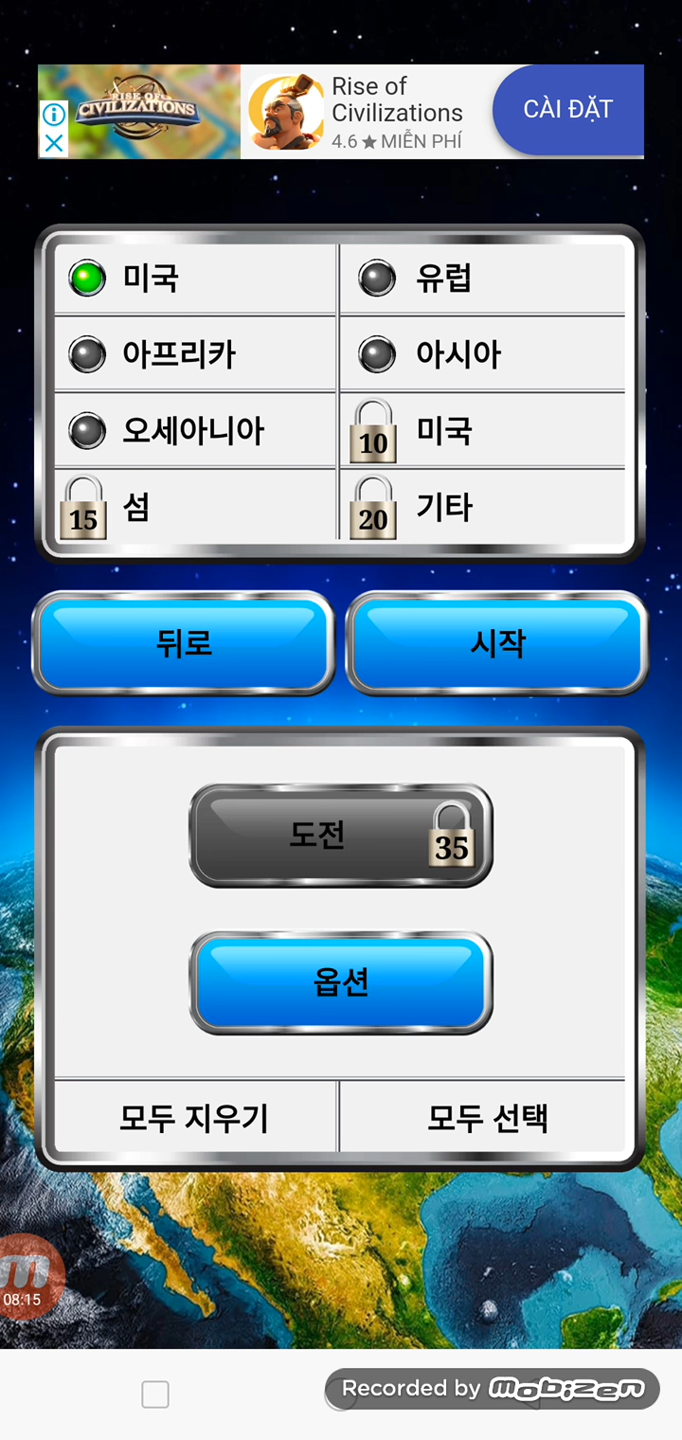 RISE OF
CIVILIZATIONS
Rise of
Civilizations
4.6 ★ MIỄN PHÍ
CÀI ĐẶT
미국
유럽
아프리카
아시아
오세아니아
10 미국
15 섬
20 기타
뒤로
시작
도전 35
옵션
모두 지우기
모두 선택
08:15
Recorded by mobizen